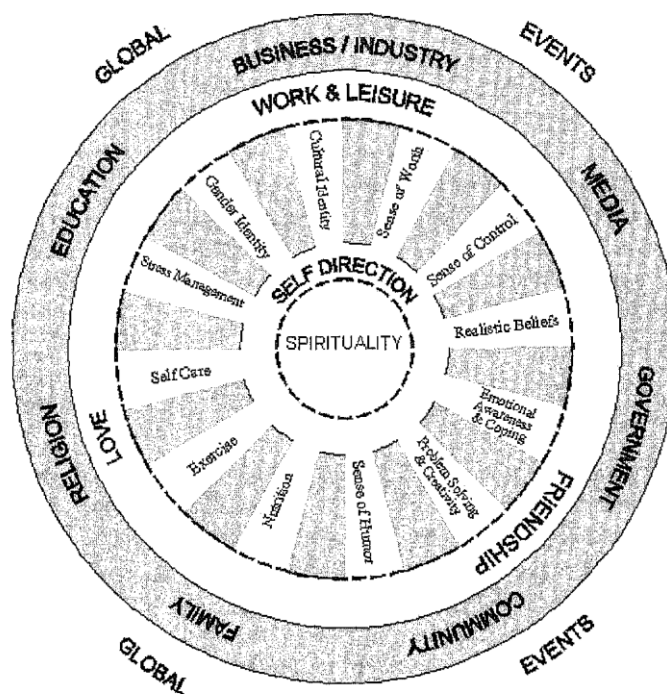 GLOBAL
EVENTS
BUSINESS / INDUSTRY
MEDIA
GOVERNMENT
COMMUNITY
FAMILY
RELIGION
EDUCATION
WORK & LEISURE
FRIENDSHIP
LOVE
SELF DIRECTION
SPIRITUALITY
Sense of Worth
Sense of Control
Realistic Beliefs
Emotional
Awareness
& Coping
Problem Solving
& Creativity
Sense of Humor
Nutrition
Exercise
Self Care
Stress Management
Gender Identity
Cultural Identity
GLOBAL
EVENTS